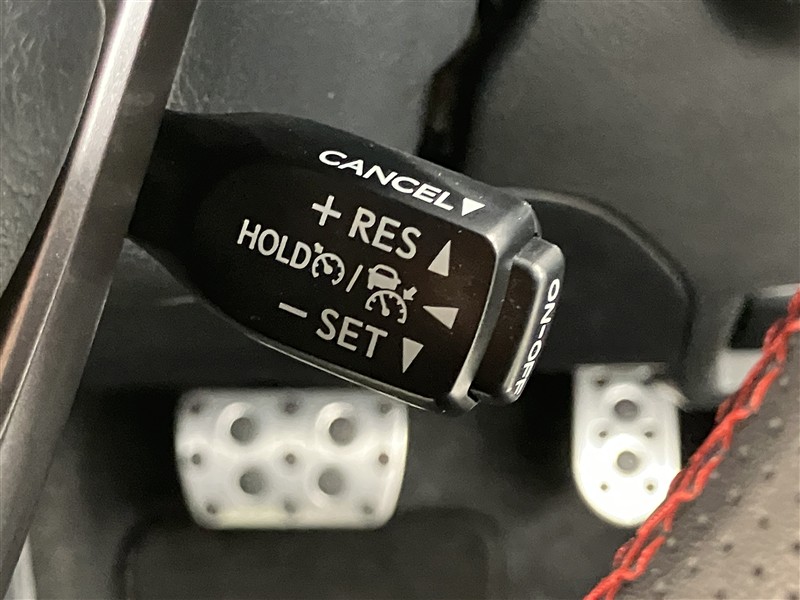 CANCEL ▼
+ RES ▲
HOLD / ◀
− SET ▼
ON-OFF